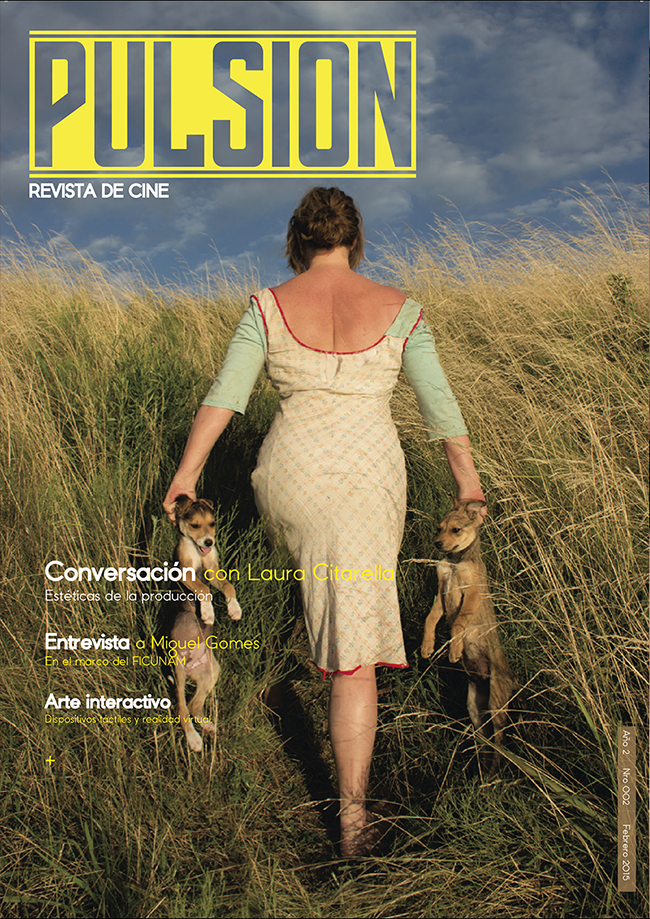 PULSION
REVISTA DE CINE
Conversación con Laura Citarella
Estéticas de la producción
Entrevista a Miguel Gomes
En el marco del FICUNAM
Arte interactivo
Dispositivos táctiles y realidad virtual
+
Año 2 Nro 002 Febrero 2015